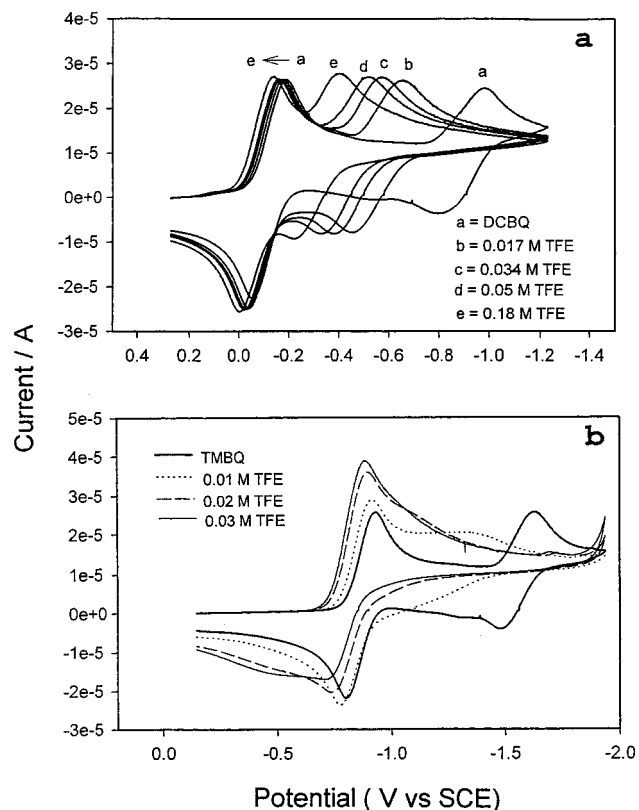 a
5e-5
4e-5
3e-5
2e-5
1e-5
0e+0
-1e-5
-2e-5
-3e-5
e ← a
e
d
c
b
a
a = DCBQ
b = 0.017 M TFE
c = 0.034 M TFE
d = 0.05 M TFE
e = 0.18 M TFE
0.4 0.2 0.0 -0.2 -0.4 -0.6 -0.8 -1.0 -1.2 -1.4
Current / A
b
5e-5
4e-5
3e-5
2e-5
1e-5
0e+0
-1e-5
-2e-5
-3e-5
TMBQ
0.01 M TFE
0.02 M TFE
0.03 M TFE
0.0 -0.5 -1.0 -1.5 -2.0
Potential ( V vs SCE)